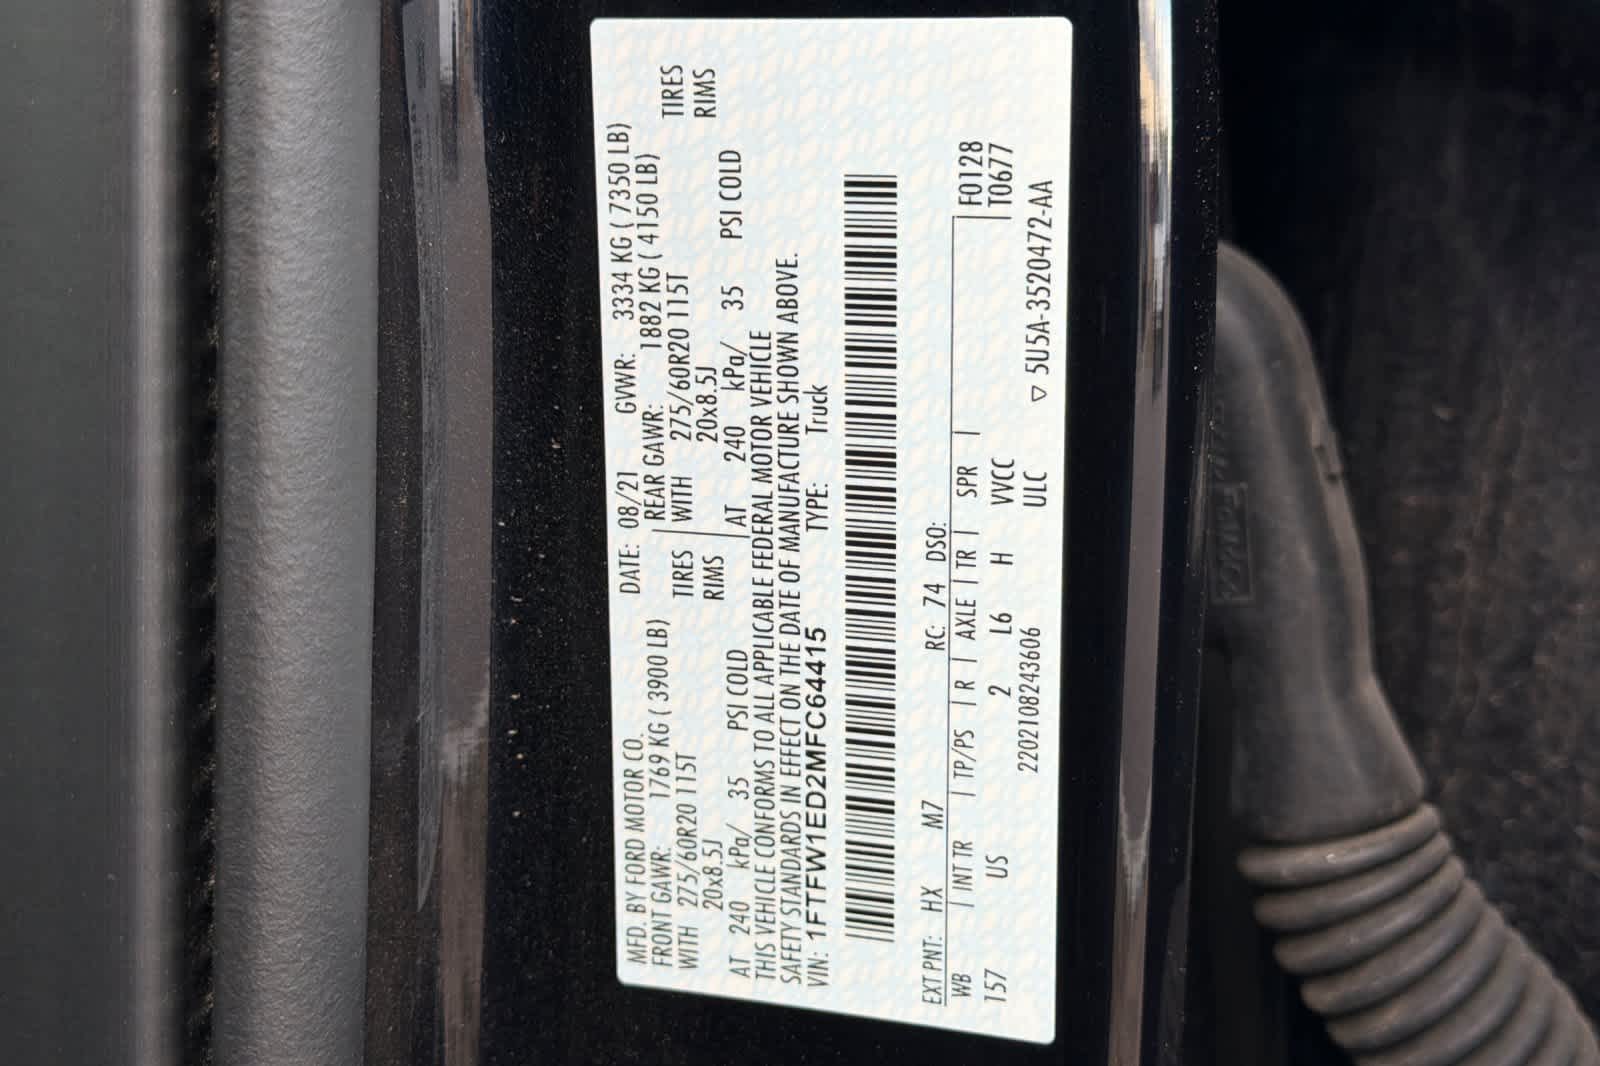 MFD. BY FORD MOTOR CO. DATE: 08/21 GVWR: 3334 KG ( 7350 LB)
FRONT GAWR: 1769 KG ( 3900 LB) REAR GAWR: 1882 KG ( 4150 LB)
WITH 275/60R20 115T TIRES WITH 275/60R20 115T TIRES
20x8.5J RIMS 20x8.5J RIMS
AT 240 kPa/ 35 PSI COLD AT 240 kPa/ 35 PSI COLD
THIS VEHICLE CONFORMS TO ALL APPLICABLE FEDERAL MOTOR VEHICLE
SAFETY STANDARDS IN EFFECT ON THE DATE OF MANUFACTURE SHOWN ABOVE.
VIN: 1FTFW1ED2MFC64415 TYPE: Truck
EXT PNT: HX M7 RC: 74 DSO:
WB | INT TR | TP/PS | R | AXLE | TR | SPR | F0128
157 US 2 L6 H VVCC T0677
2202108243606 ULC ▽ 5U5A-3520472-AA